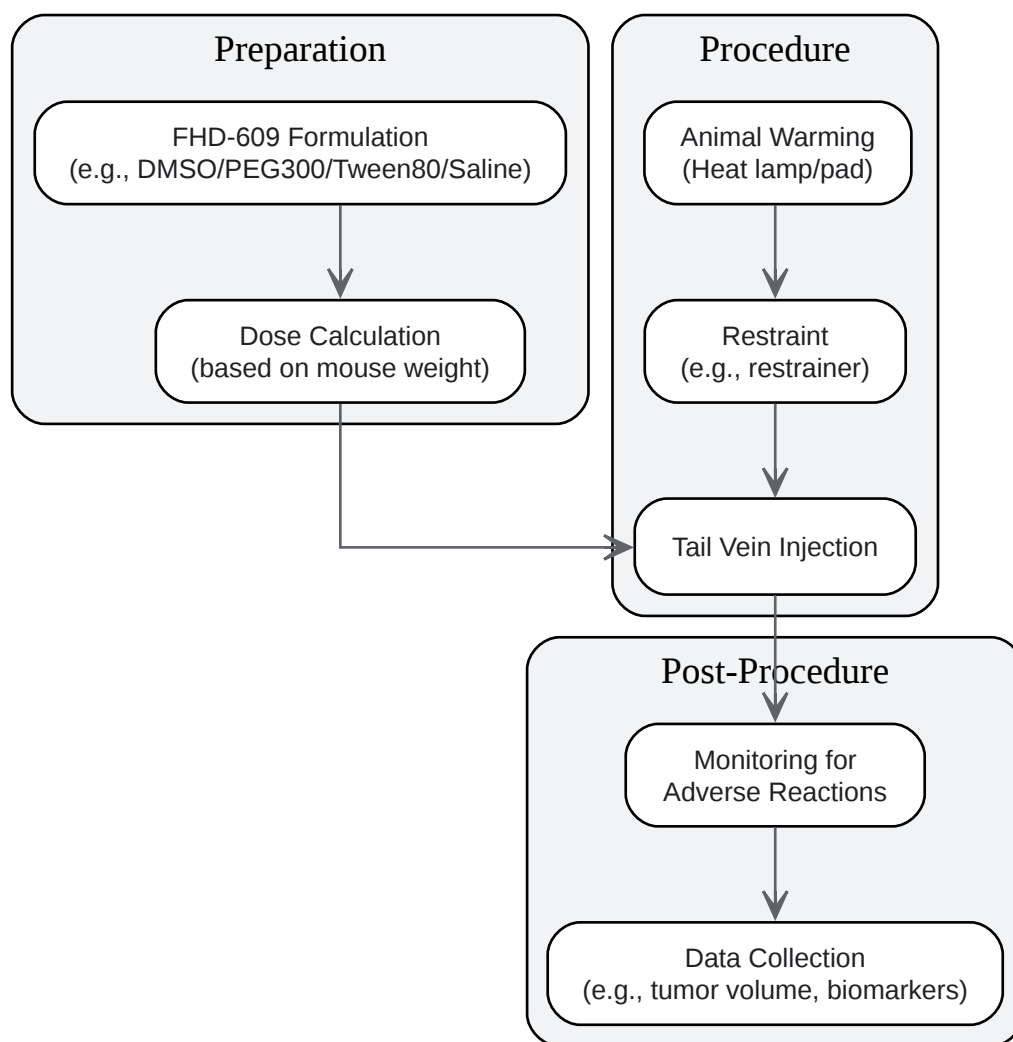 Preparation
FHD-609 Formulation
(e.g., DMSO/PEG300/Tween80/Saline)
Dose Calculation
(based on mouse weight)
Procedure
Animal Warming
(Heat lamp/pad)
Restraint
(e.g., restrainer)
Tail Vein Injection
Post-Procedure
Monitoring for
Adverse Reactions
Data Collection
(e.g., tumor volume, biomarkers)